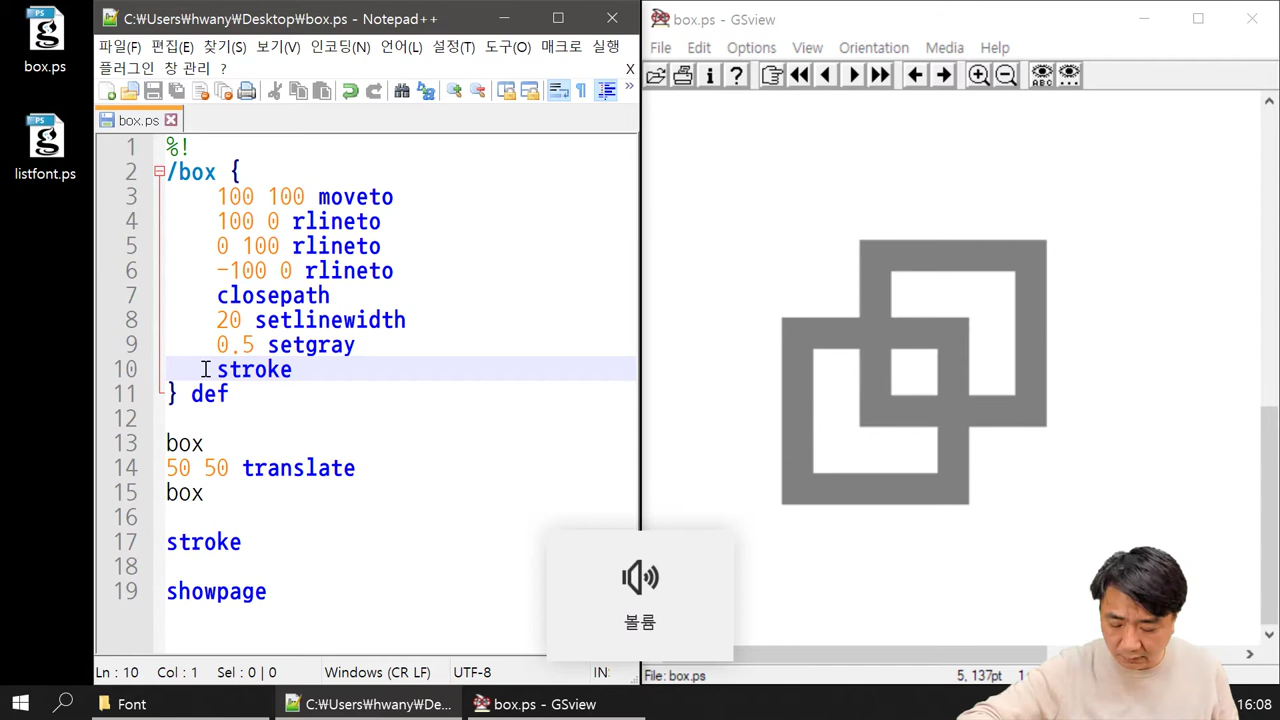 box.ps
listfont.ps
C:₩Users₩hwany₩Desktop₩box.ps - Notepad++
파일(F) 편집(E) 찾기(S) 보기(V) 인코딩(N) 언어(L) 설정(T) 도구(O) 매크로 실행
플러그인 창 관리 ? X
box.ps
1 %!
2 /box {
3 100 100 moveto
4 100 0 rlineto
5 0 100 rlineto
6 -100 0 rlineto
7 closepath
8 20 setlinewidth
9 0.5 setgray
10 stroke
11 } def
12
13 box
14 50 50 translate
15 box
16
17 stroke
18
19 showpage
Ln : 10 Col : 1 Sel : 0 | 0 Windows (CR LF) UTF-8 IN:
box.ps - GSview
File Edit Options View Orientation Media Help
ABC
File: box.ps 5, 137pt
볼륨
Font
C:₩Users₩hwany₩De...
box.ps - GSview
16:08